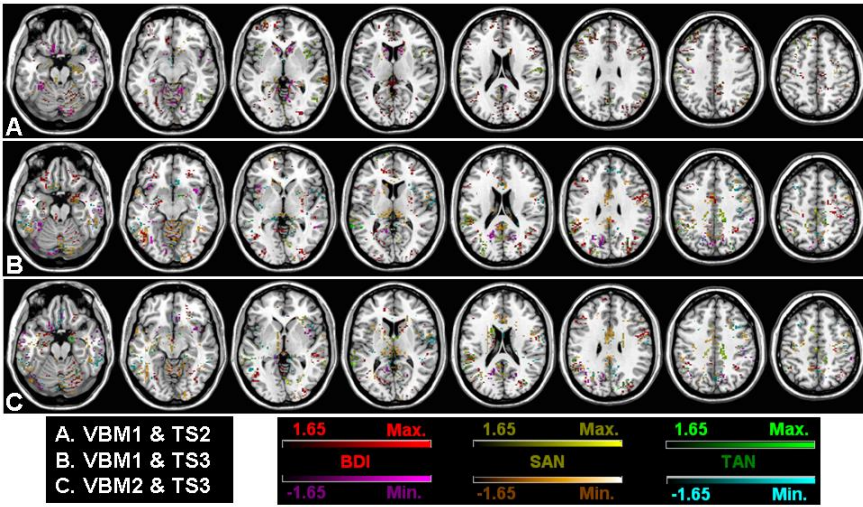 A
B
C
A. VBM1 & TS2
B. VBM1 & TS3
C. VBM2 & TS3
1.65 Max. 1.65 Max. 1.65 Max.
BDI SAN TAN
-1.65 Min. -1.65 Min. -1.65 Min.